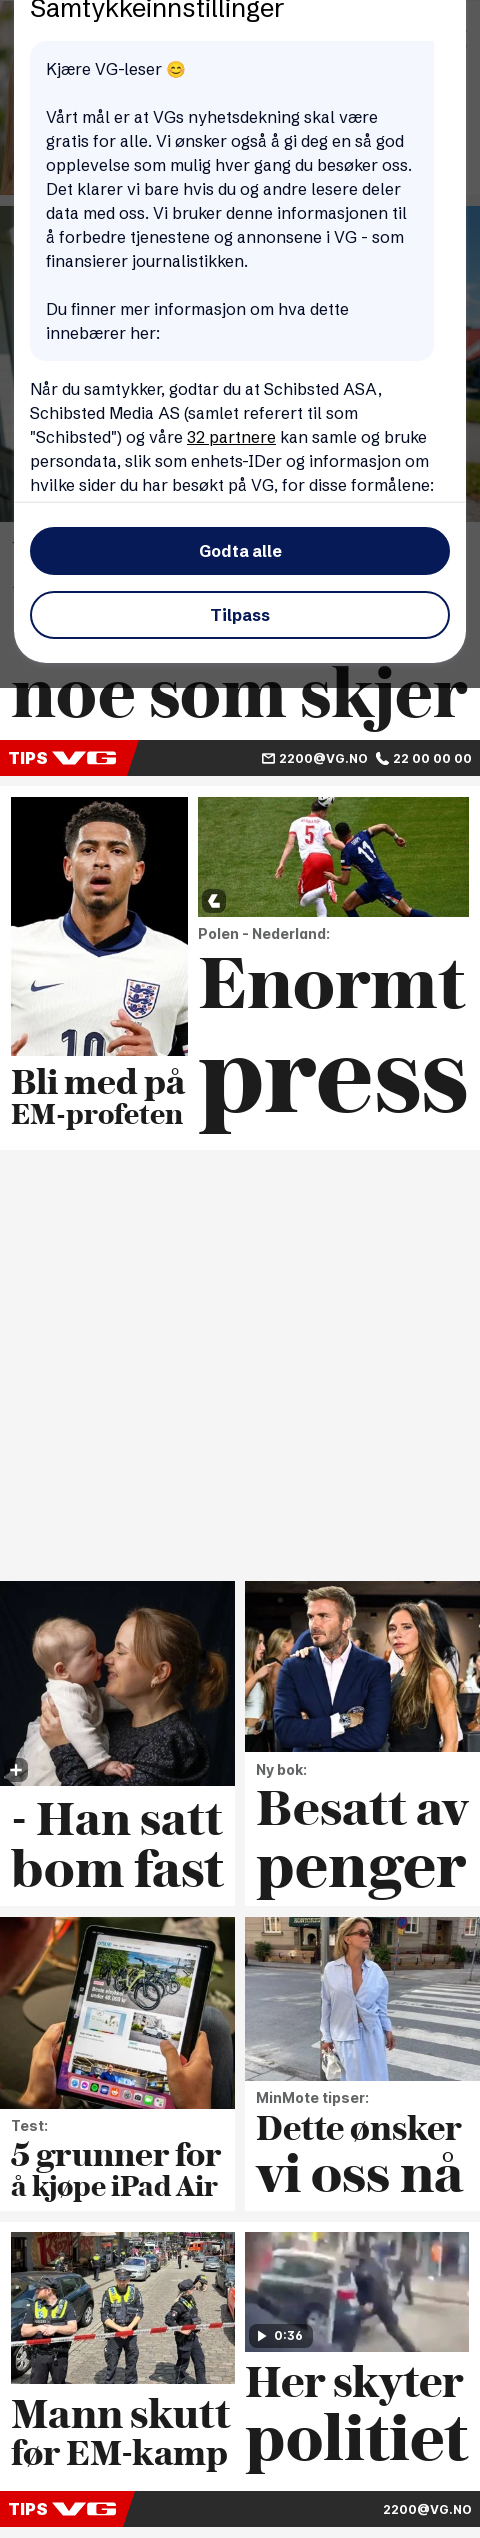 Samtykkeinnstillinger
Kjære VG-leser 😊
Vårt mål er at VGs nyhetsdekning skal være
gratis for alle. Vi ønsker også å gi deg en så god
opplevelse som mulig hver gang du besøker oss.
Det klarer vi bare hvis du og andre lesere deler
data med oss. Vi bruker denne informasjonen til
å forbedre tjenestene og annonsene i VG - som
finansierer journalistikken.
Du finner mer informasjon om hva dette
innebærer her:
Når du samtykker, godtar du at Schibsted ASA,
Schibsted Media AS (samlet referert til som
"Schibsted") og våre 32 partnere kan samle og bruke
persondata, slik som enhets-IDer og informasjon om
hvilke sider du har besøkt på VG, for disse formålene:
Godta alle
Tilpass
noe som skjer
TIPS VG 2200@VG.NO 22 00 00 00
5
11
10
Polen - Nederland:
Enormt
press
Bli med på
EM-profeten
- Han satt
bom fast
Ny bok:
Besatt av
penger
Test:
5 grunner for
å kjøpe iPad Air
MinMote tipser:
Dette ønsker
vi oss nå
Mann skutt
før EM-kamp
0:36
Her skyter
politiet
TIPS VG 2200@VG.NO